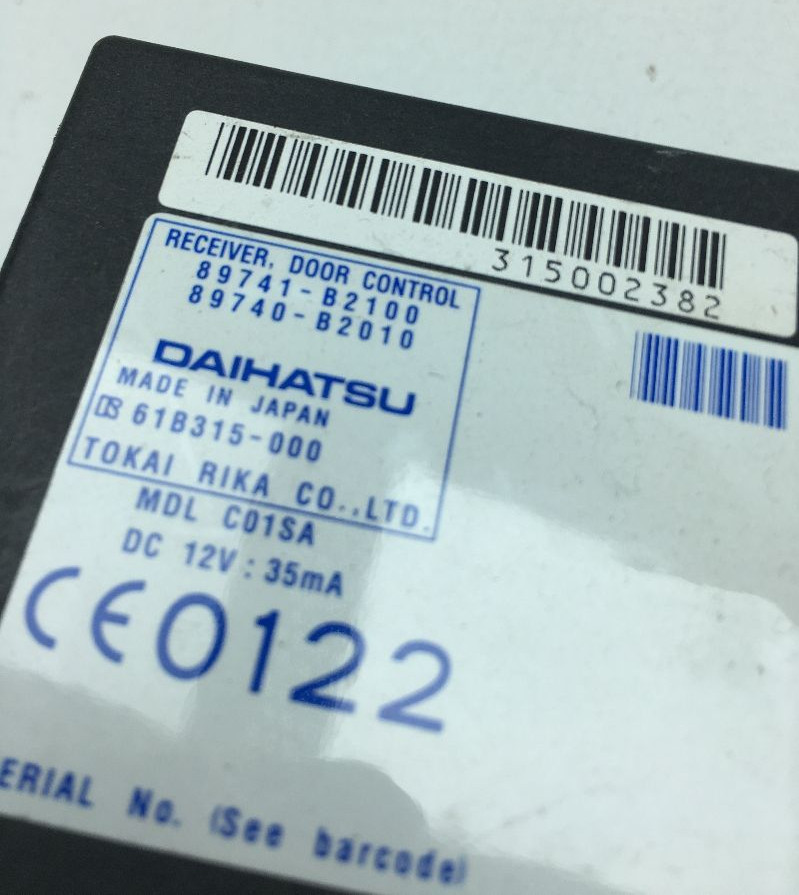 315002382
RECEIVER, DOOR CONTROL
89741-B2100
89740-B2010
DAIHATSU
MADE IN JAPAN
61B315-000
TOKAI RIKA CO.,LTD.
MDL C01SA
DC 12V : 35mA
CE0122
ERIAL No. (See barcode)